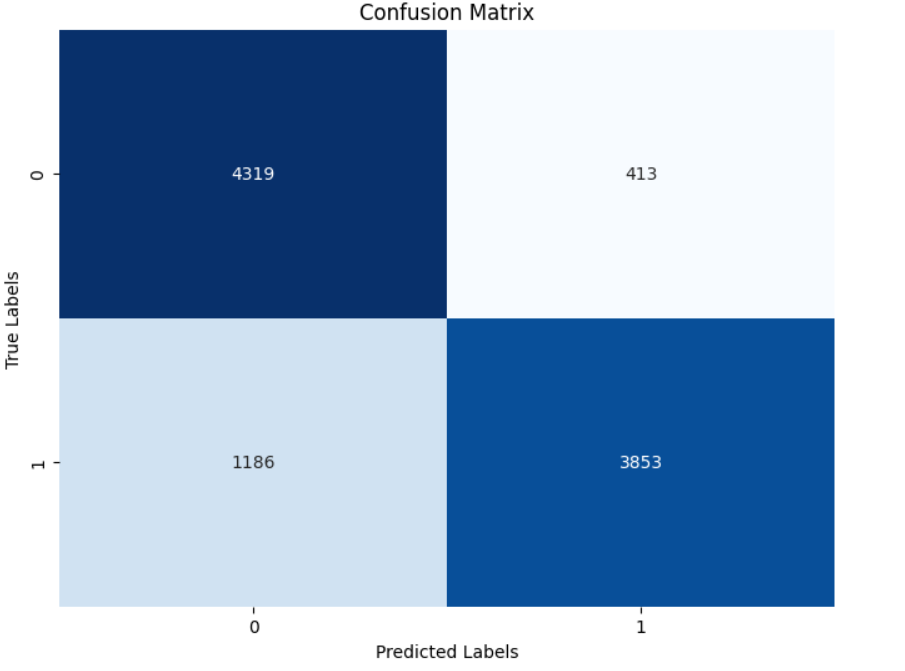 Confusion Matrix
True Labels
0
4319
413
1
1186
3853
0
1
Predicted Labels